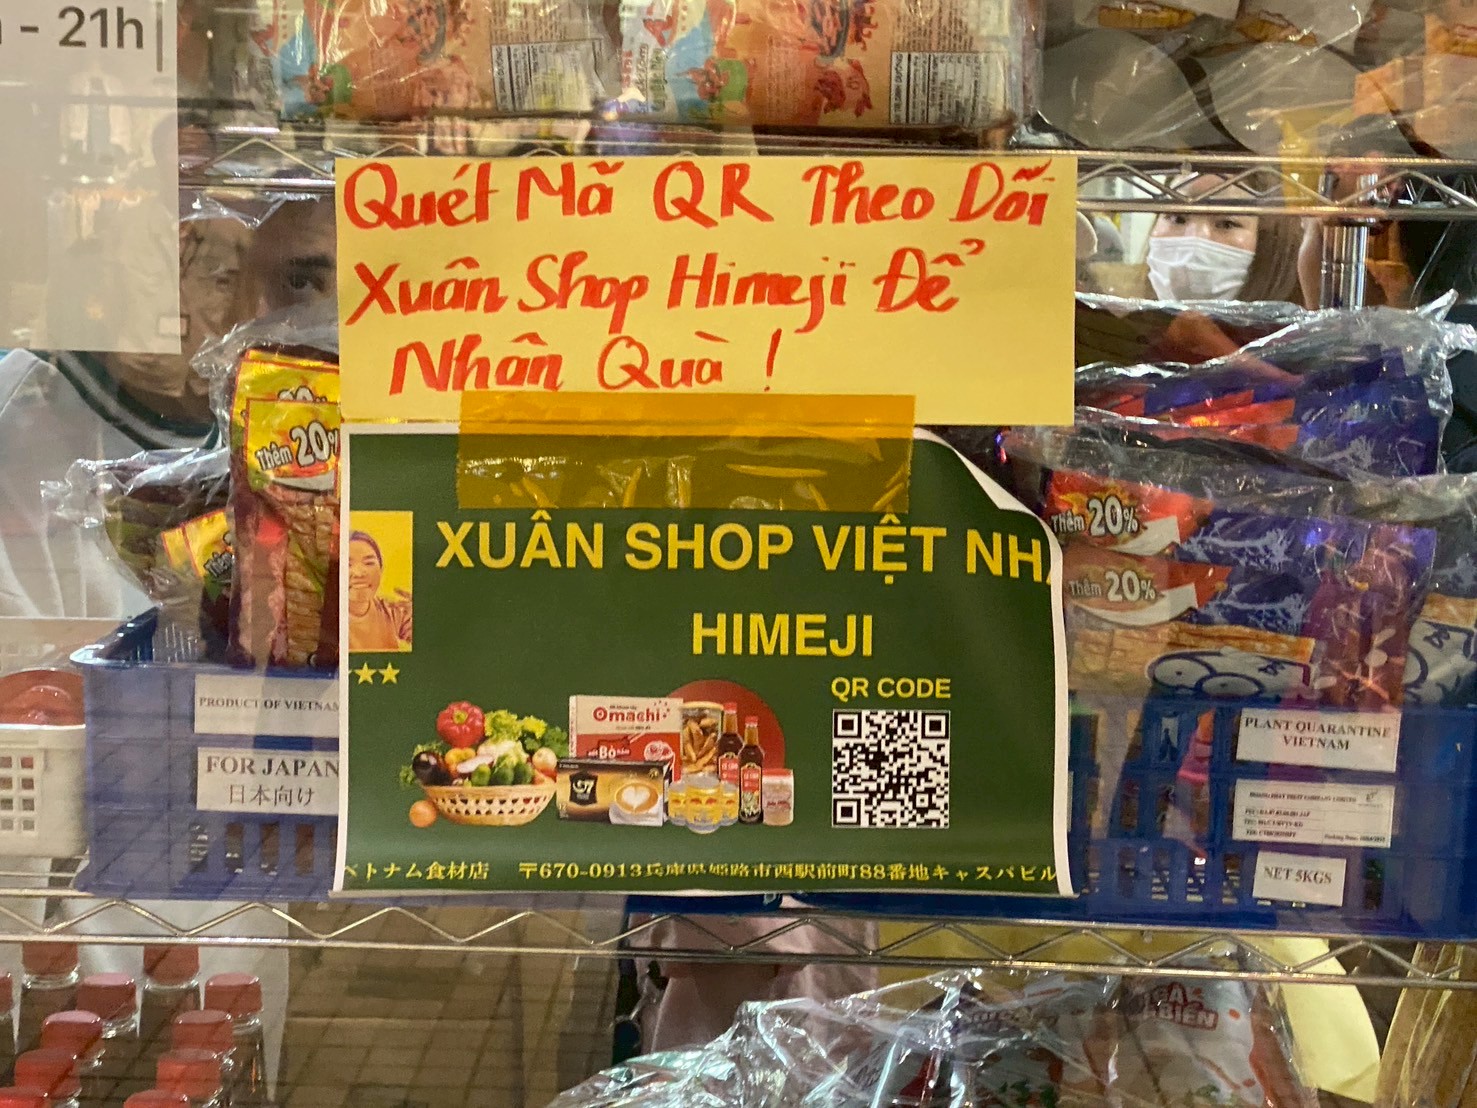 - 21h
Quét Mã QR Theo Dõi
Xuân Shop Himeji Để
Nhân Quà !
Thêm 20%
XUÂN SHOP VIỆT NH
HIMEJI
QR CODE
Omachi
Bò
G7
Thêm 20%
Thêm 20%
PRODUCT OF VIETNAM
FOR JAPAN
日本向け
PLANT QUARANTINE
VIETNAM
NET 5KGS
ベトナム食材店 〒670-0913兵庫県姫路市西駅前町88番地キャスパビル